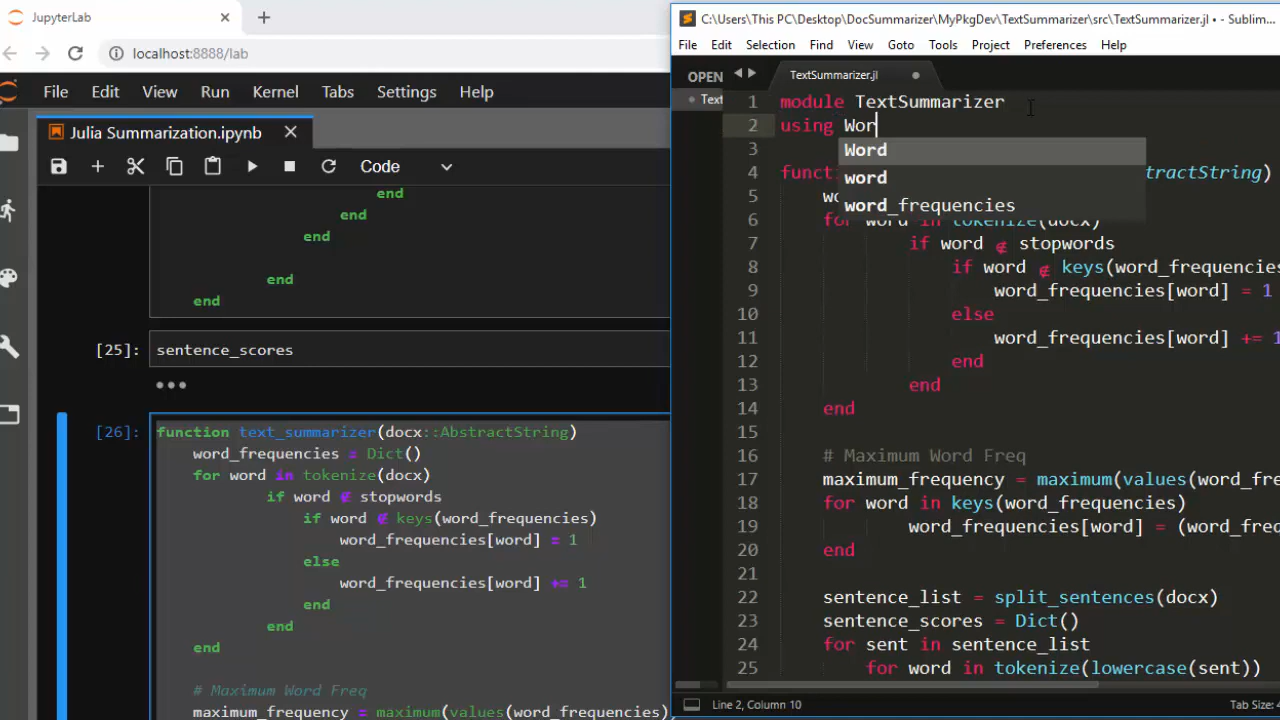 JupyterLab
localhost:8888/lab
File Edit View Run Kernel Tabs Settings Help
Julia Summarization.ipynb
Code
end
end
end
end
end
[25]: sentence_scores
[26]: function text_summarizer(docx::AbstractString)
word_frequencies = Dict()
for word in tokenize(docx)
if word ∉ stopwords
if word ∉ keys(word_frequencies)
word_frequencies[word] = 1
else
word_frequencies[word] += 1
end
end
end
# Maximum Word Freq
maximum_frequency = maximum(values(word_frequencies)
C:\Users\This PC\Desktop\DocSummarizer\MyPkgDev\TextSummarizer\src\TextSummarizer.jl • - Sublim...
File Edit Selection Find View Goto Tools Project Preferences Help
OPEN
Text
TextSummarizer.jl
1 module TextSummarizer
2 using Wor
Word
word
word_frequencies
3
4 functi tractString)
5 wo
6 for word in tokenize(docx)
7 if word ∉ stopwords
8 if word ∉ keys(word_frequencies
9 word_frequencies[word] = 1
10 else
11 word_frequencies[word] += 1
12 end
13 end
14 end
15
16 # Maximum Word Freq
17 maximum_frequency = maximum(values(word_fre
18 for word in keys(word_frequencies)
19 word_frequencies[word] = (word_freq
20 end
21
22 sentence_list = split_sentences(docx)
23 sentence_scores = Dict()
24 for sent in sentence_list
25 for word in tokenize(lowercase(sent))
Line 2, Column 10
Tab Size: 4